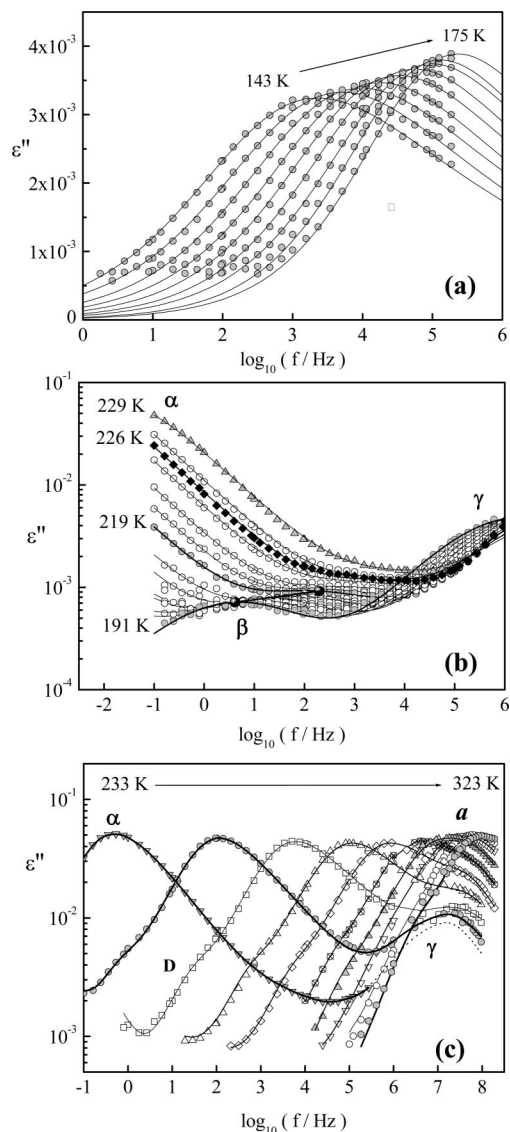 4x10⁻³
175 K
143 K
3x10⁻³
ε''
2x10⁻³
1x10⁻³
(a)
0
0 1 2 3 4 5 6
log₁₀ ( f / Hz )
10⁻¹
229 K α
226 K
10⁻²
γ
219 K
ε''
10⁻³
191 K
β
(b)
10⁻⁴
-1 0 1 2 3 4 5 6
log₁₀ ( f / Hz )
233 K 323 K
10⁻¹
α a
ε''
10⁻²
D γ
10⁻³
(c)
-1 0 1 2 3 4 5 6 7 8
log₁₀ ( f / Hz )